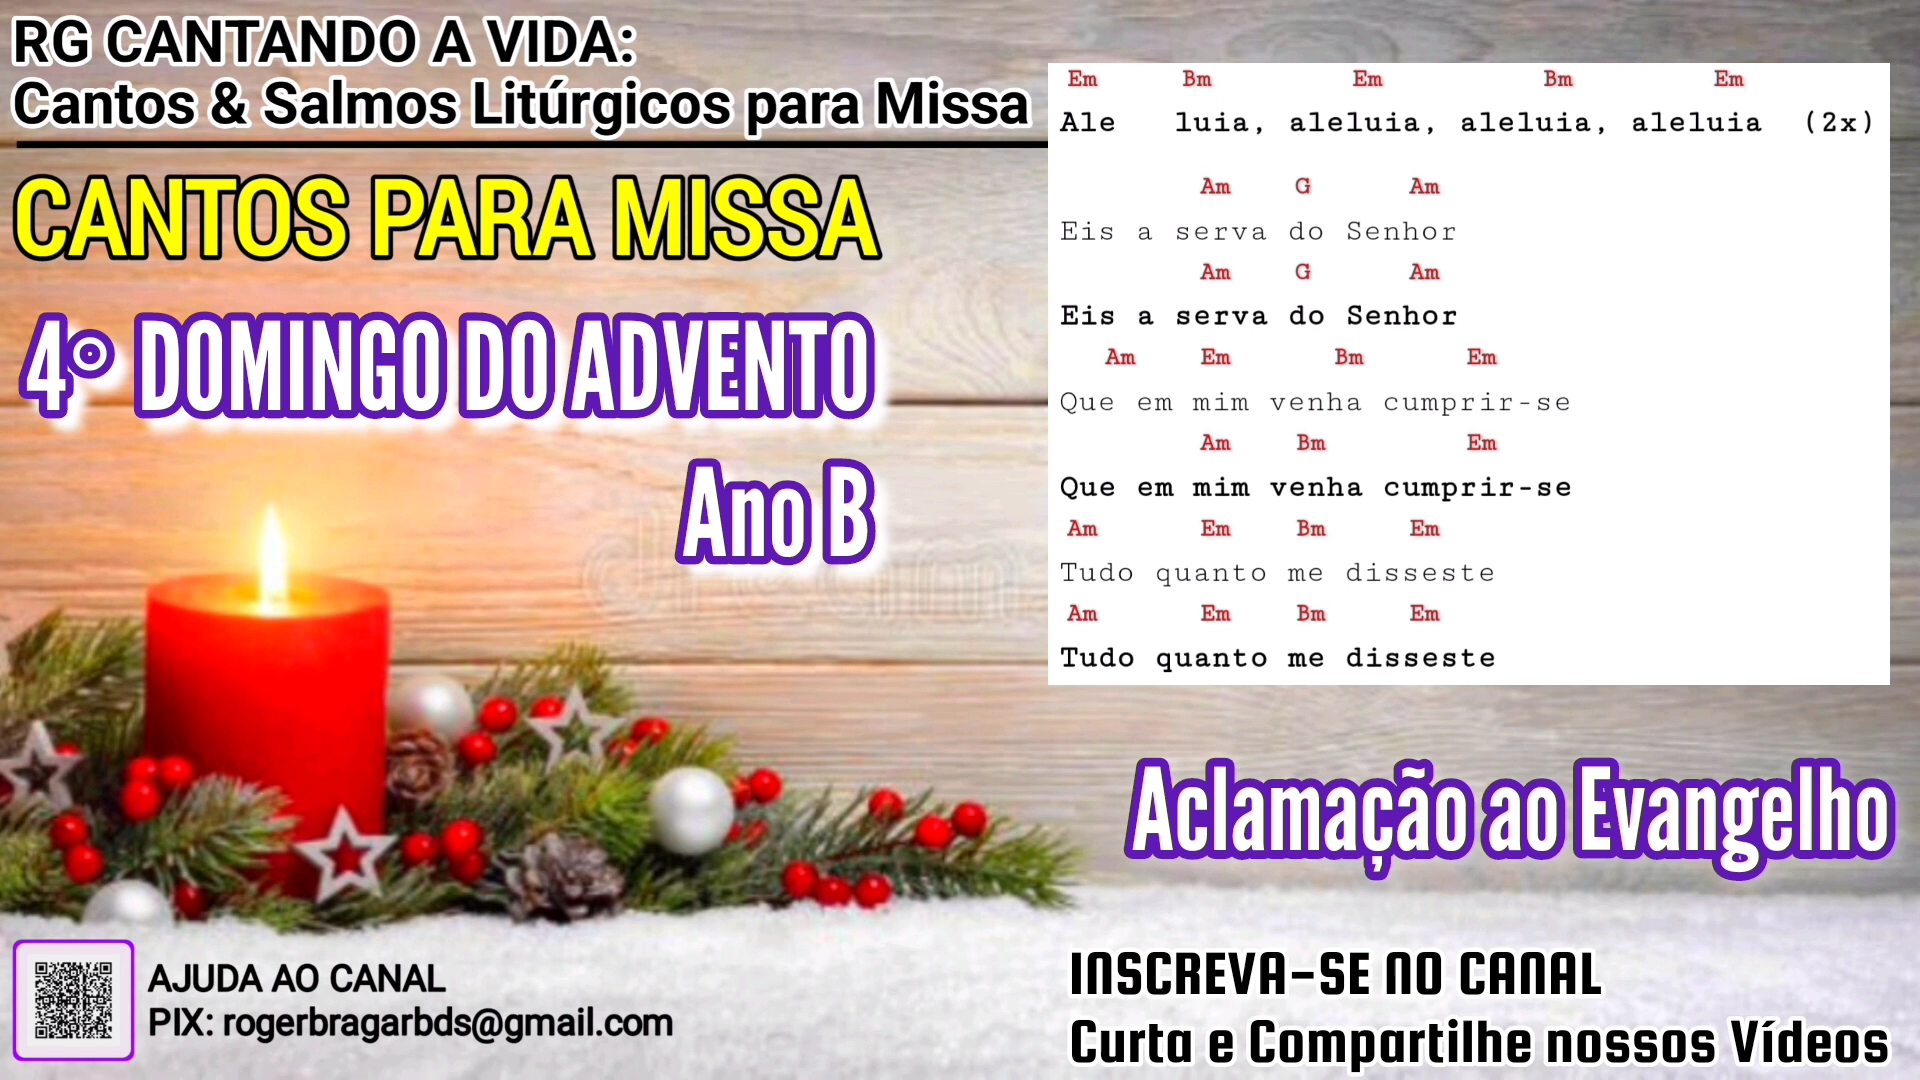 RG CANTANDO A VIDA:
Cantos & Salmos Litúrgicos para Missa
CANTOS PARA MISSA
4º DOMINGO DO ADVENTO
Ano B
Em Bm Em Bm Em
Ale luia, aleluia, aleluia, aleluia (2x)
Am G Am
Eis a serva do Senhor
Am G Am
Eis a serva do Senhor
Am Em Bm Em
Que em mim venha cumprir-se
Am Bm Em
Que em mim venha cumprir-se
Am Em Bm Em
Tudo quanto me disseste
Am Em Bm Em
Tudo quanto me disseste
Aclamação ao Evangelho
AJUDA AO CANAL
PIX: rogerbragarbds@gmail.com
INSCREVA-SE NO CANAL
Curta e Compartilhe nossos Vídeos